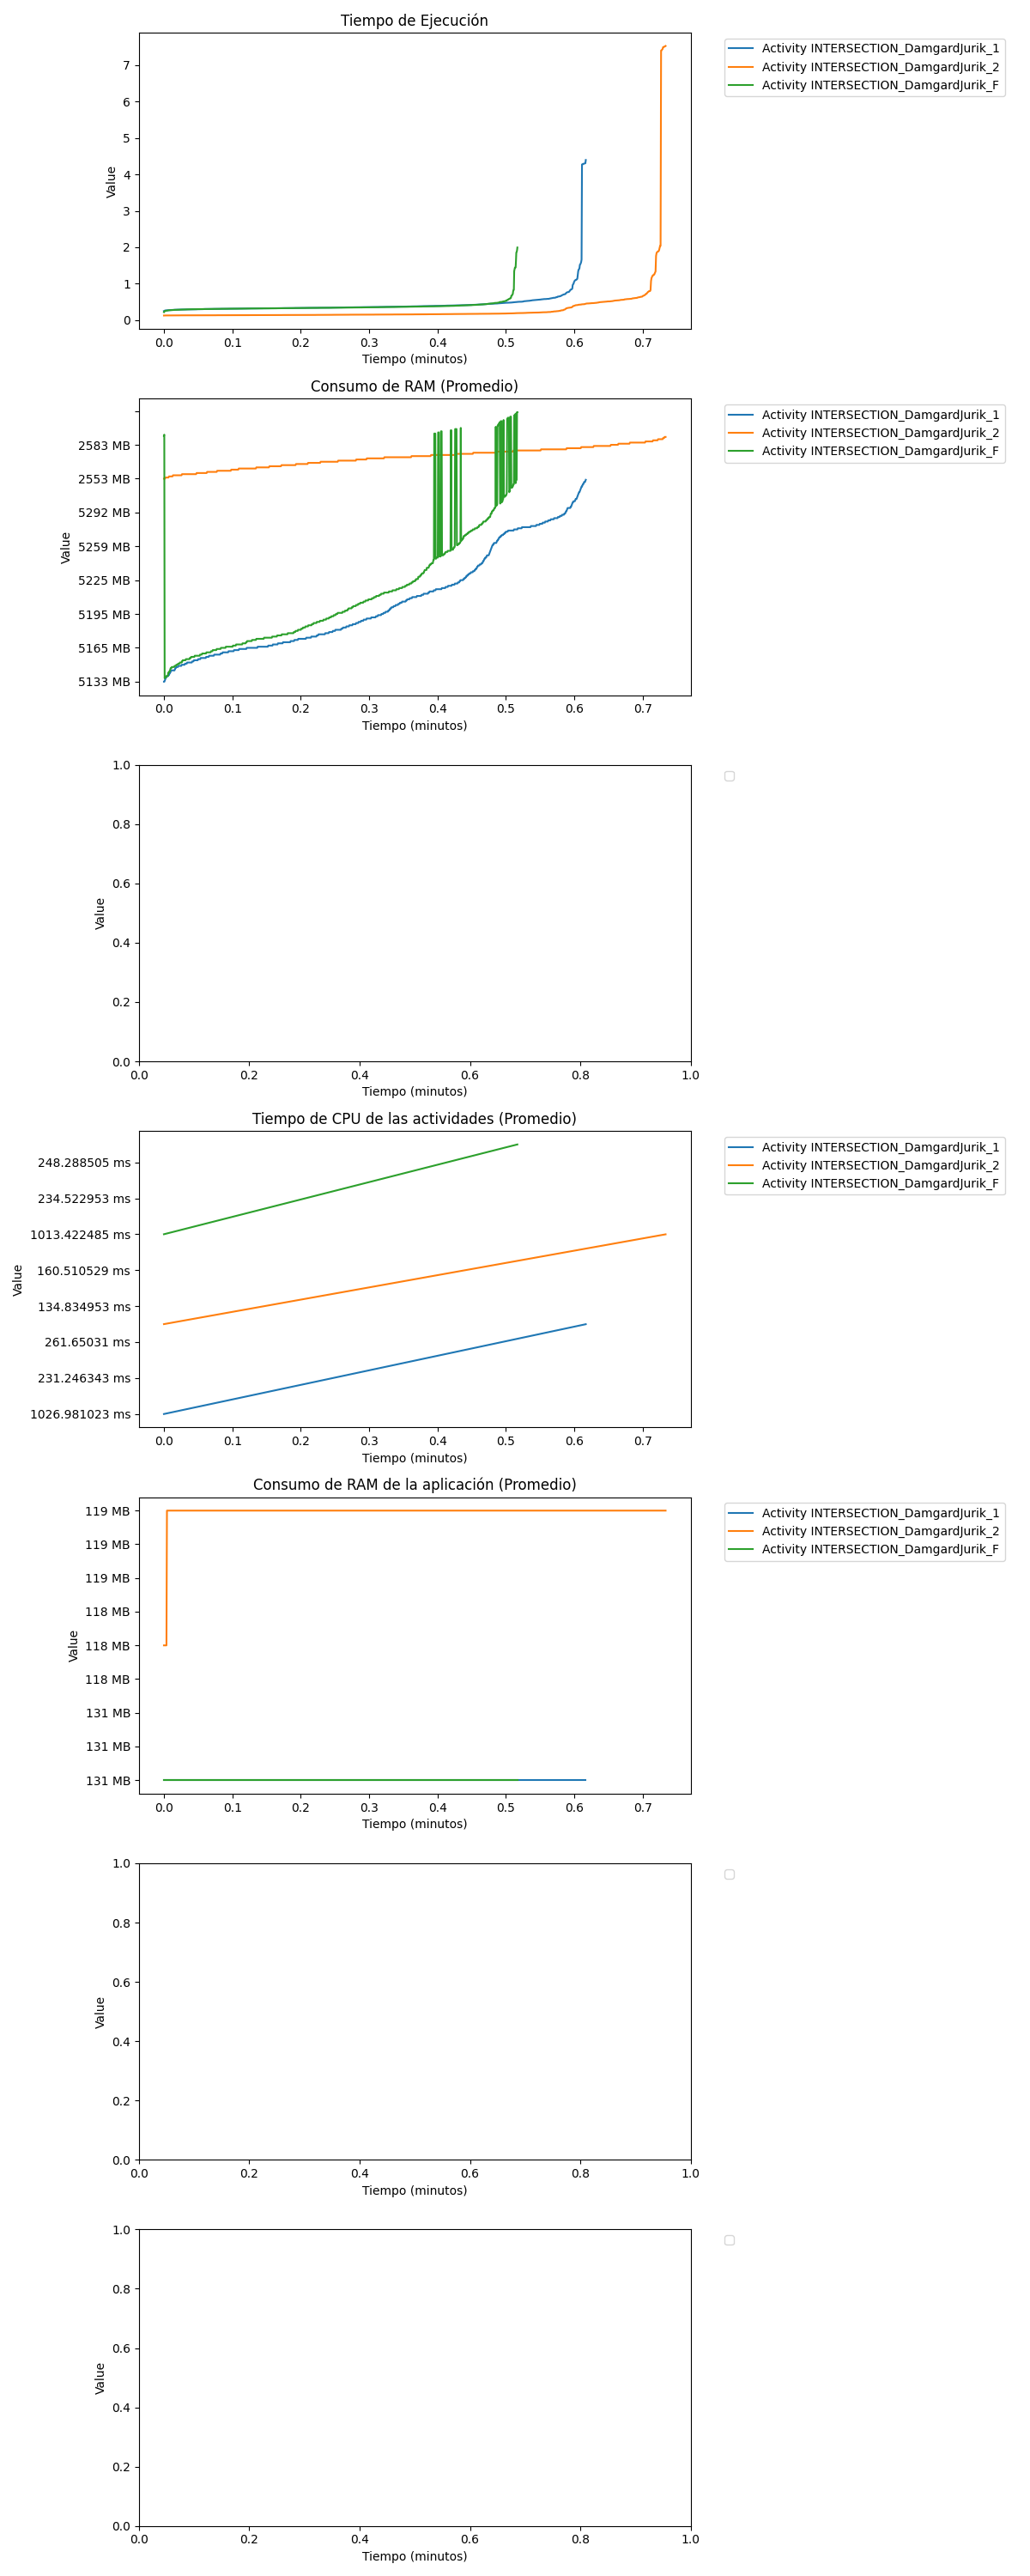 Tiempo de Ejecución
Activity INTERSECTION_DamgardJurik_1
Activity INTERSECTION_DamgardJurik_2
Activity INTERSECTION_DamgardJurik_F
7
6
5
4
3
2
1
0
Value
0.0 0.1 0.2 0.3 0.4 0.5 0.6 0.7
Tiempo (minutos)
Consumo de RAM (Promedio)
Activity INTERSECTION_DamgardJurik_1
Activity INTERSECTION_DamgardJurik_2
Activity INTERSECTION_DamgardJurik_F
2583 MB
2553 MB
5292 MB
5259 MB
5225 MB
5195 MB
5165 MB
5133 MB
Value
0.0 0.1 0.2 0.3 0.4 0.5 0.6 0.7
Tiempo (minutos)
1.0
0.8
0.6
0.4
0.2
0.0
Value
0.0 0.2 0.4 0.6 0.8 1.0
Tiempo (minutos)
Tiempo de CPU de las actividades (Promedio)
Activity INTERSECTION_DamgardJurik_1
Activity INTERSECTION_DamgardJurik_2
Activity INTERSECTION_DamgardJurik_F
248.288505 ms
234.522953 ms
1013.422485 ms
160.510529 ms
134.834953 ms
261.65031 ms
231.246343 ms
1026.981023 ms
Value
0.0 0.1 0.2 0.3 0.4 0.5 0.6 0.7
Tiempo (minutos)
Consumo de RAM de la aplicación (Promedio)
Activity INTERSECTION_DamgardJurik_1
Activity INTERSECTION_DamgardJurik_2
Activity INTERSECTION_DamgardJurik_F
119 MB
119 MB
119 MB
118 MB
118 MB
118 MB
131 MB
131 MB
131 MB
Value
0.0 0.1 0.2 0.3 0.4 0.5 0.6 0.7
Tiempo (minutos)
1.0
0.8
0.6
0.4
0.2
0.0
Value
0.0 0.2 0.4 0.6 0.8 1.0
Tiempo (minutos)
1.0
0.8
0.6
0.4
0.2
0.0
Value
0.0 0.2 0.4 0.6 0.8 1.0
Tiempo (minutos)